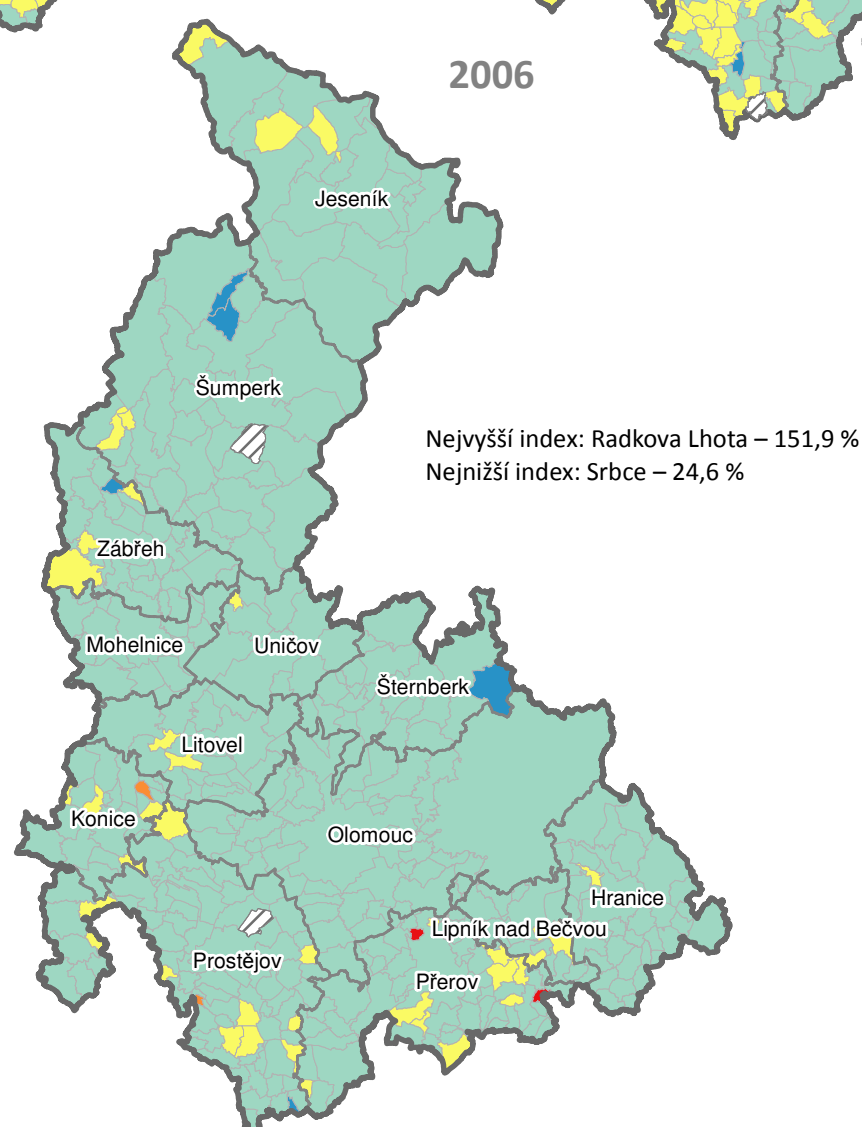 2006
Jeseník
Šumperk
Nejvyšší index: Radkova Lhota – 151,9 %
Nejnižší index: Srbce – 24,6 %
Zábřeh
Mohelnice
Uničov
Šternberk
Litovel
Konice
Olomouc
Hranice
Lipník nad Bečvou
Prostějov
Přerov